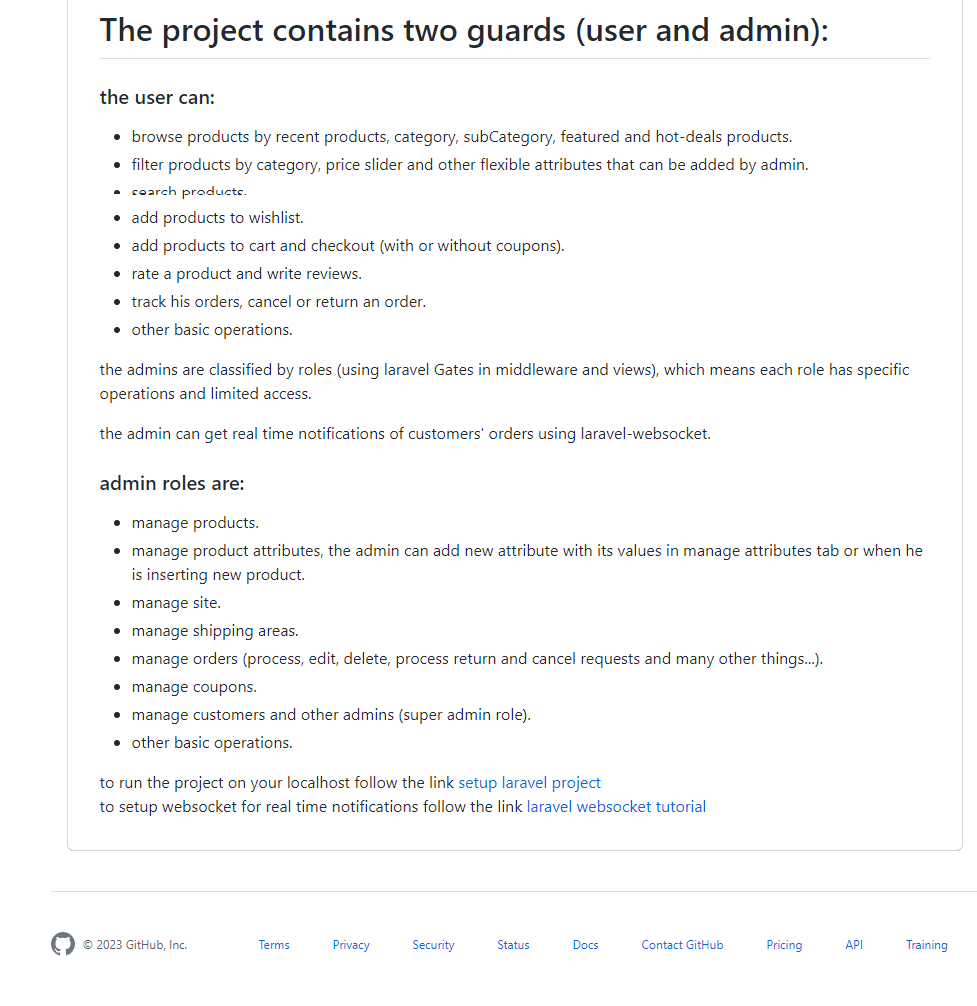 The project contains two guards (user and admin):
the user can:
browse products by recent products, category, subCategory, featured and hot-deals products.
filter products by category, price slider and other flexible attributes that can be added by admin.
search products.
add products to wishlist.
add products to cart and checkout (with or without coupons).
rate a product and write reviews.
track his orders, cancel or return an order.
other basic operations.
the admins are classified by roles (using laravel Gates in middleware and views), which means each role has specific
operations and limited access.
the admin can get real time notifications of customers' orders using laravel-websocket.
admin roles are:
manage products.
manage product attributes, the admin can add new attribute with its values in manage attributes tab or when he
is inserting new product.
manage site.
manage shipping areas.
manage orders (process, edit, delete, process return and cancel requests and many other things...).
manage coupons.
manage customers and other admins (super admin role).
other basic operations.
to run the project on your localhost follow the link setup laravel project
to setup websocket for real time notifications follow the link laravel websocket tutorial
© 2023 GitHub, Inc. Terms Privacy Security Status Docs Contact GitHub Pricing API Training